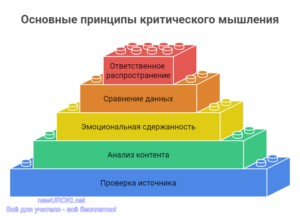 Основные принципы критического мышления
Ответственное
распространение
Сравнение данных
Эмоциональная сдержанность
Анализ контента
Проверка источника
newUROKI.net
Всё для учителя - всё бесплатно!